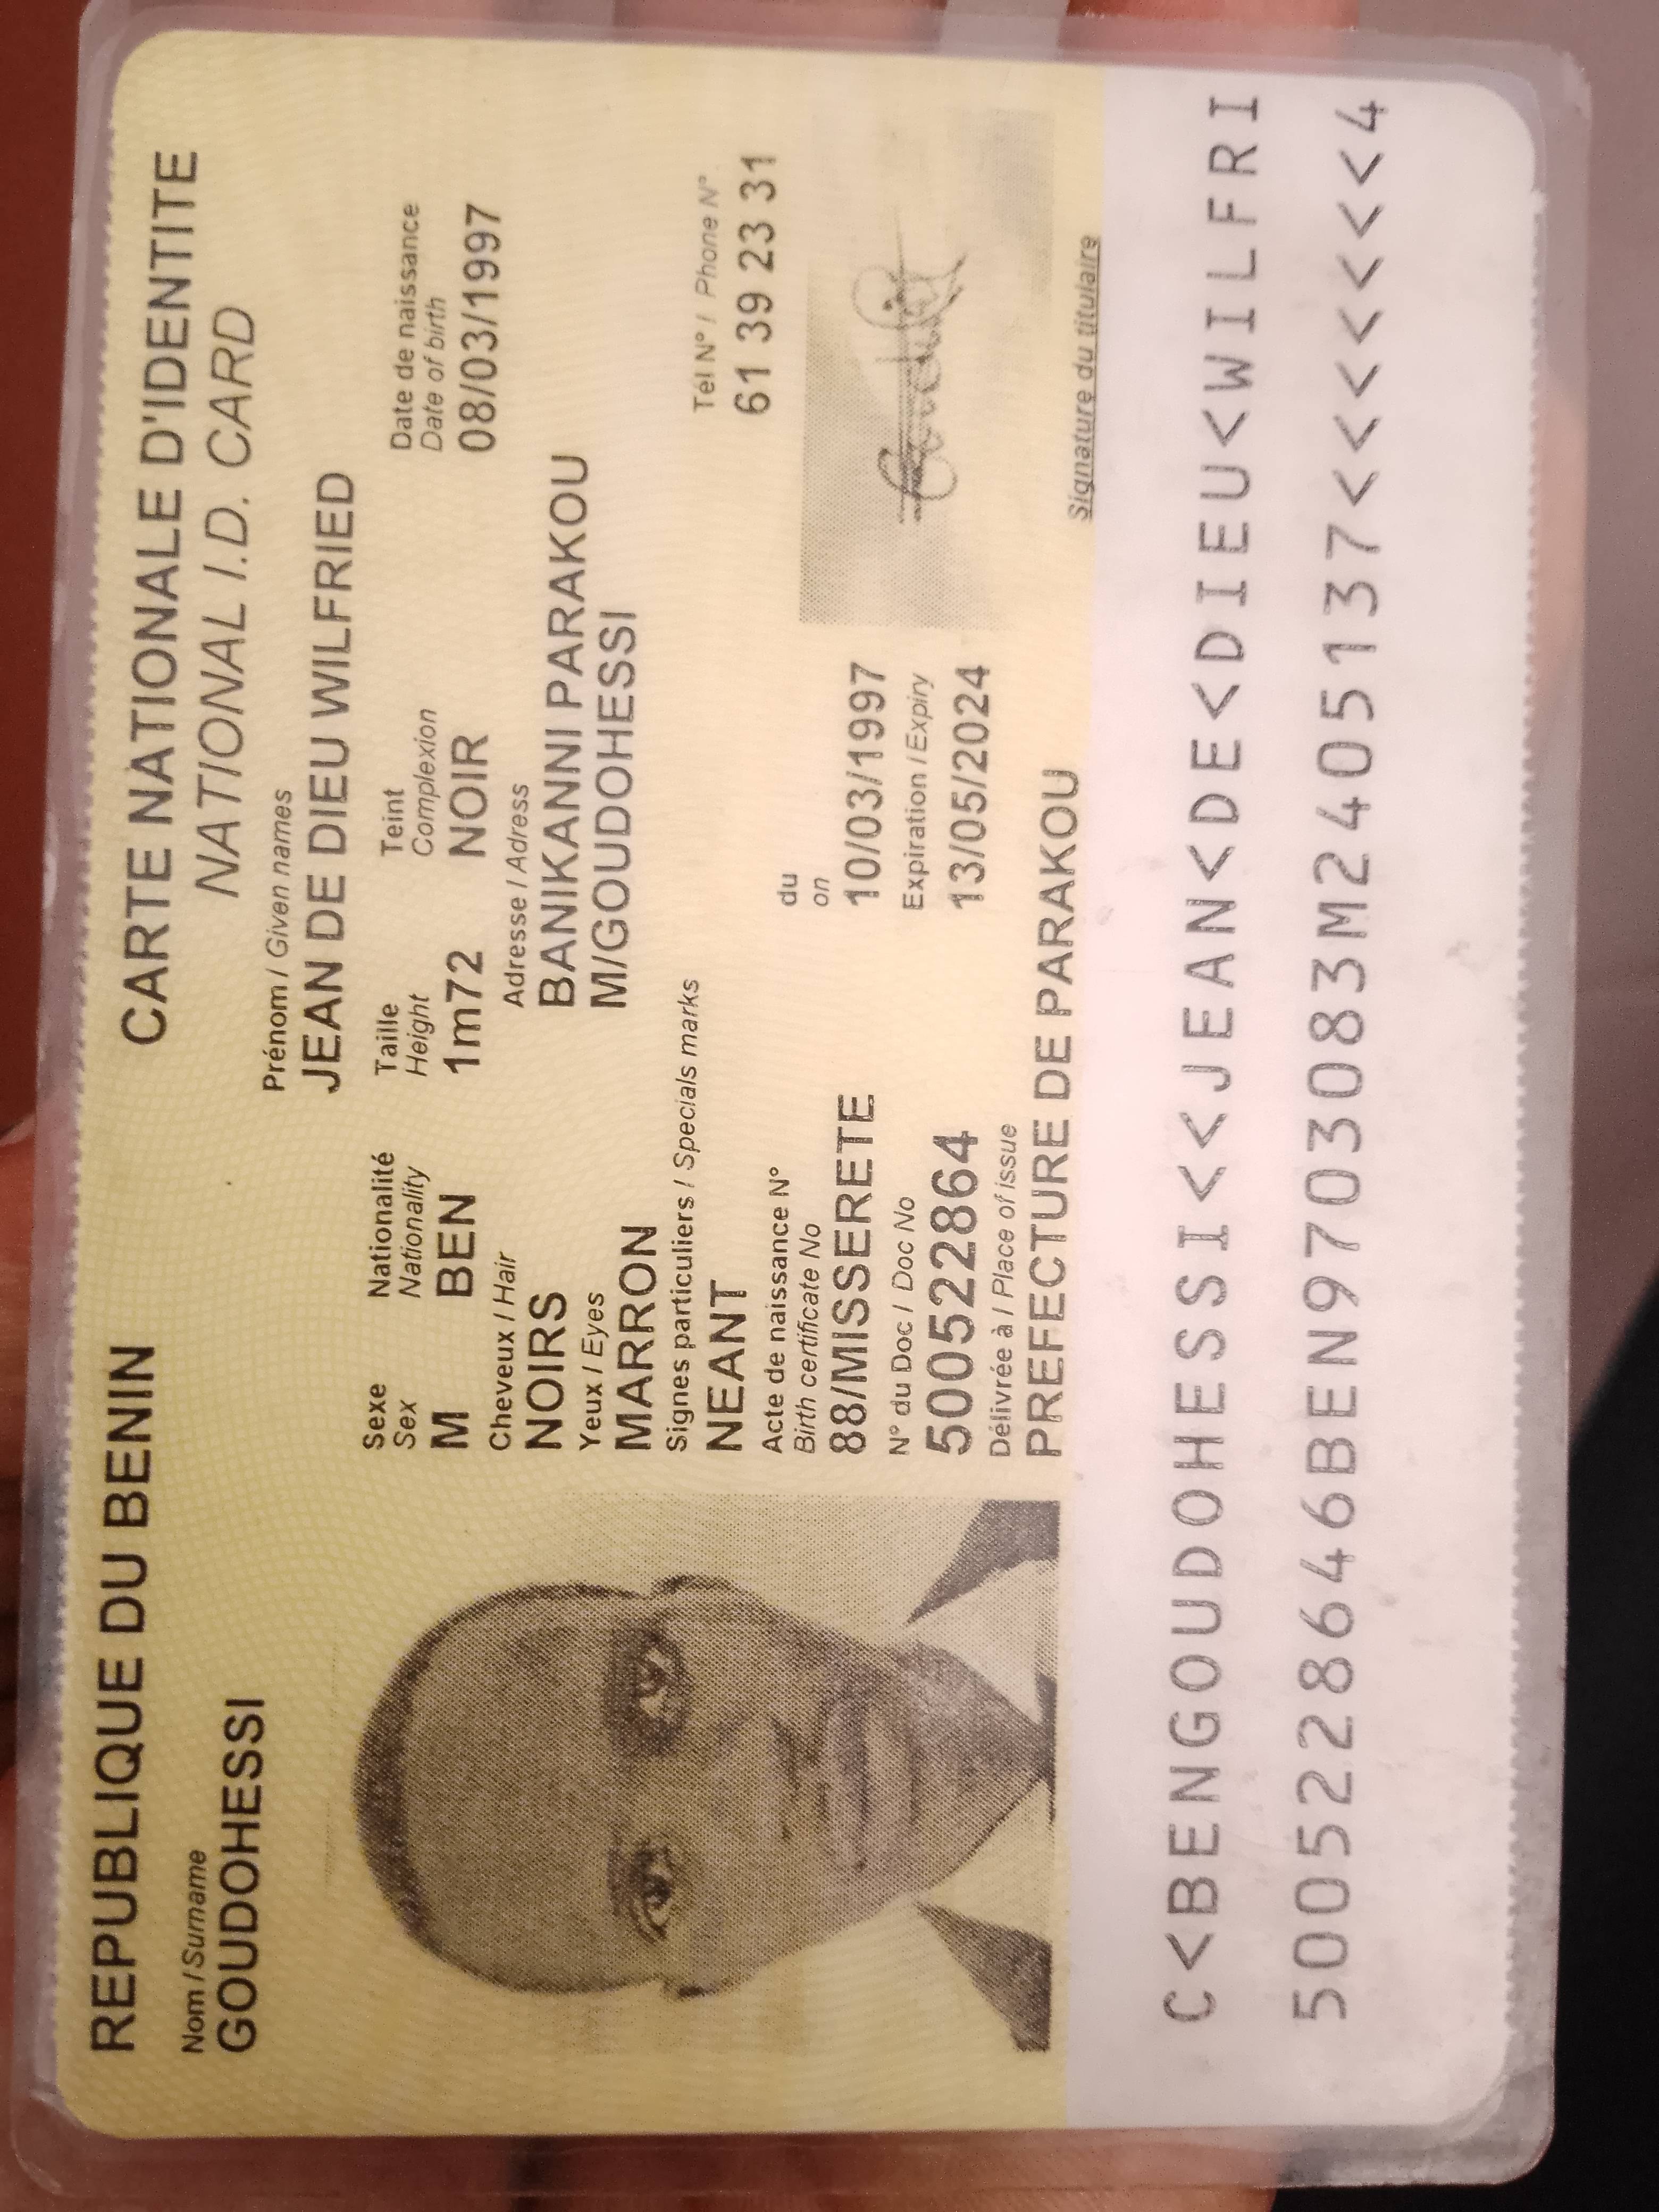 REPUBLIQUE DU BENIN
CARTE NATIONALE D'IDENTITE
NATIONAL I.D. CARD
Nom / Surname
GOUDOHESSI
Prénom / Given names
JEAN DE DIEU WILFRIED
Sexe Nationalité Taille Teint Date de naissance
Sex Nationality Height Complexion Date of birth
M BEN 1m72 NOIR 08/03/1997
Cheveux / Hair Adresse / Adress
NOIRS BANIKANNI PARAKOU
Yeux / Eyes
MARRON M/GOUDOHESSI
Signes particuliers / Specials marks Tél N° / Phone N°
NEANT 61 39 23 31
Acte de naissance N° du
Birth certificate No on
88/MISSERETE 10/03/1997
N° du Doc / Doc No Expiration / Expiry
500522864 13/05/2024
Délivrée à / Place of issue
PREFECTURE DE PARAKOU
Signature du titulaire
C<BENGOUDOHESSI<<JEAN<DE<DIEU<WILFRI
5005228646BEN9703083M2405137<<<<<<<4